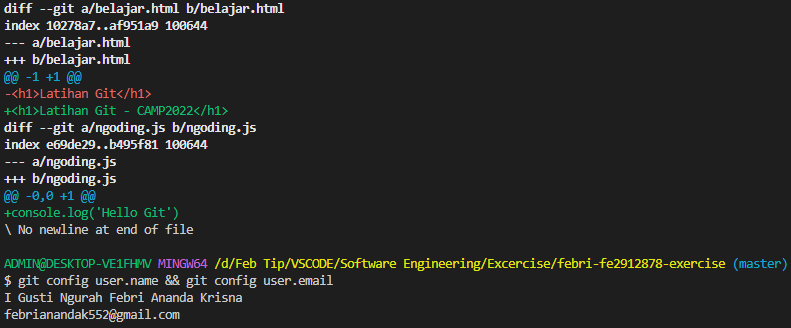 diff --git a/belajar.html b/belajar.html
index 10278a7..af951a9 100644
--- a/belajar.html
+++ b/belajar.html
@@ -1 +1 @@
-<h1>Latihan Git</h1>
+<h1>Latihan Git - CAMP2022</h1>
diff --git a/ngoding.js b/ngoding.js
index e69de29..b495f81 100644
--- a/ngoding.js
+++ b/ngoding.js
@@ -0,0 +1 @@
+console.log('Hello Git')
\ No newline at end of file
ADMIN@DESKTOP-VE1FHMV MINGW64 /d/Feb Tip/VSCODE/Software Engineering/Excercise/febri-fe2912878-exercise (master)
$ git config user.name && git config user.email
I Gusti Ngurah Febri Ananda Krisna
febrianandak552@gmail.com